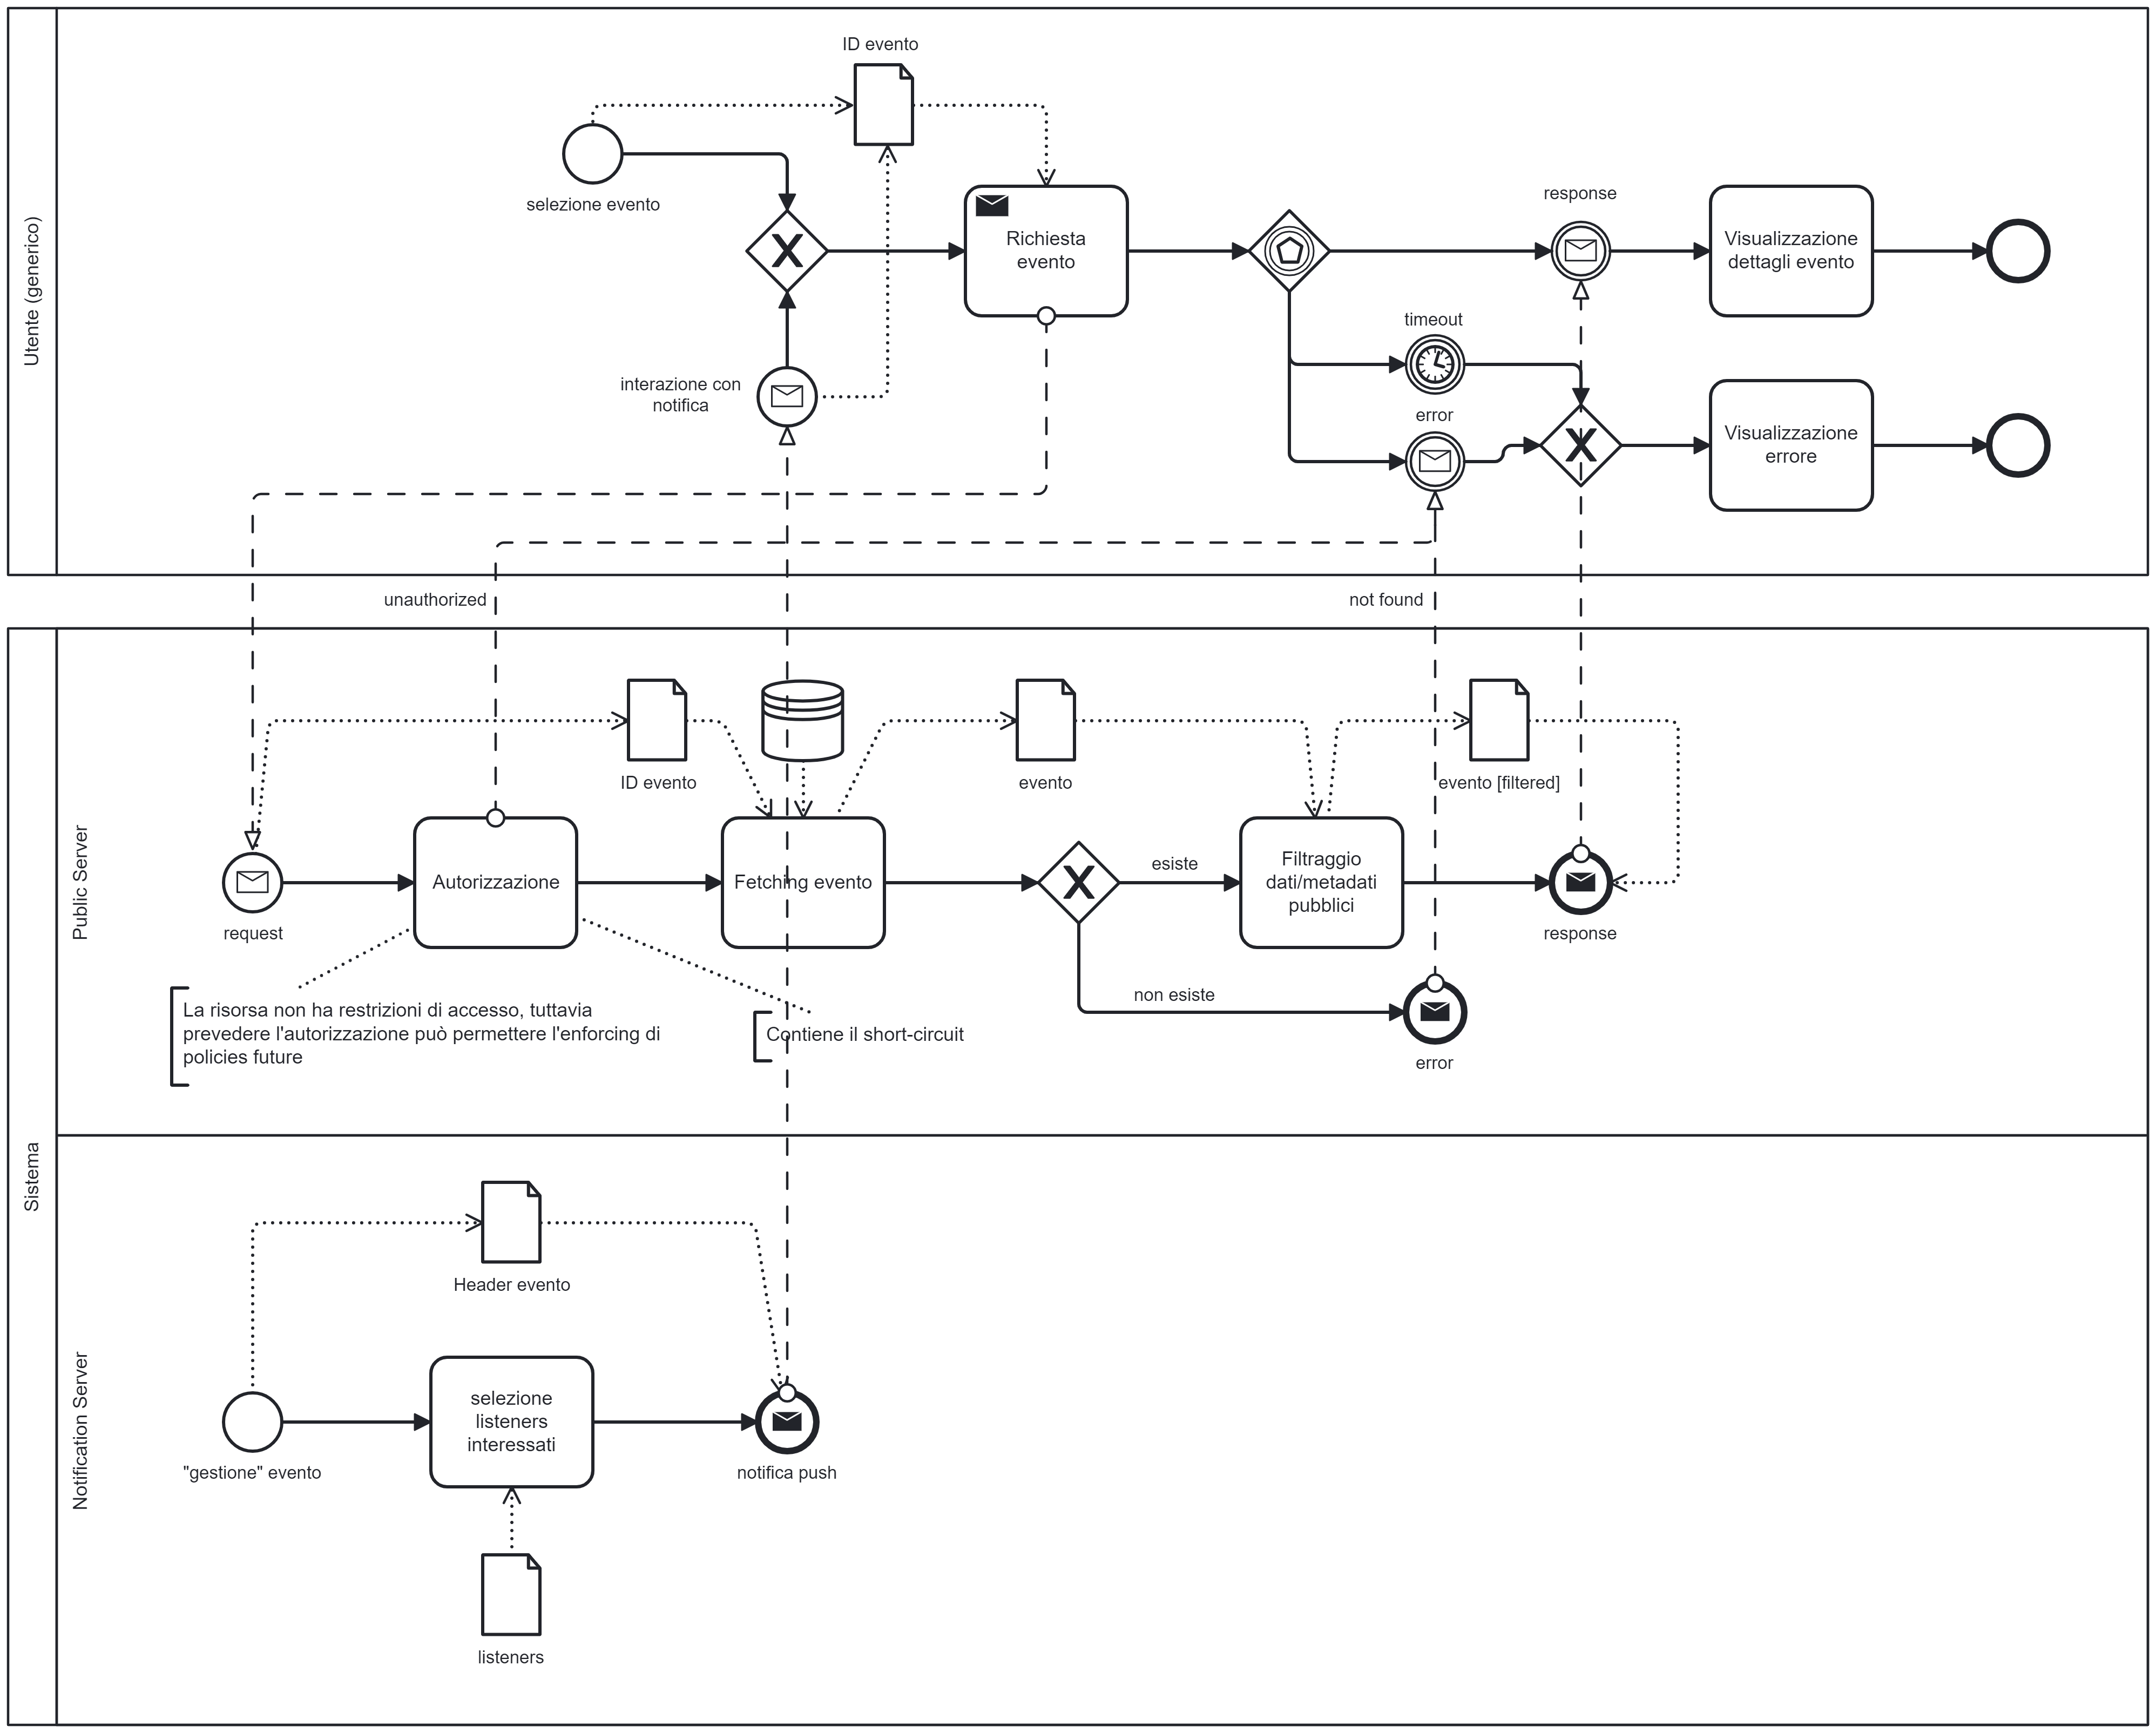 Utente (generico)
ID evento
selezione evento
interazione con
notifica
Richiesta
evento
response
timeout
error
Visualizzazione
dettagli evento
Visualizzazione
errore
unauthorized
not found
Sistema
Public Server
ID evento
evento
evento [filtered]
request
Autorizzazione
Fetching evento
esiste
non esiste
Filtraggio
dati/metadati
pubblici
response
error
La risorsa non ha restrizioni di accesso, tuttavia
prevedere l'autorizzazione può permettere l'enforcing di
policies future
Contiene il short-circuit
Notification Server
Header evento
"gestione" evento
selezione
listeners
interessati
notifica push
listeners